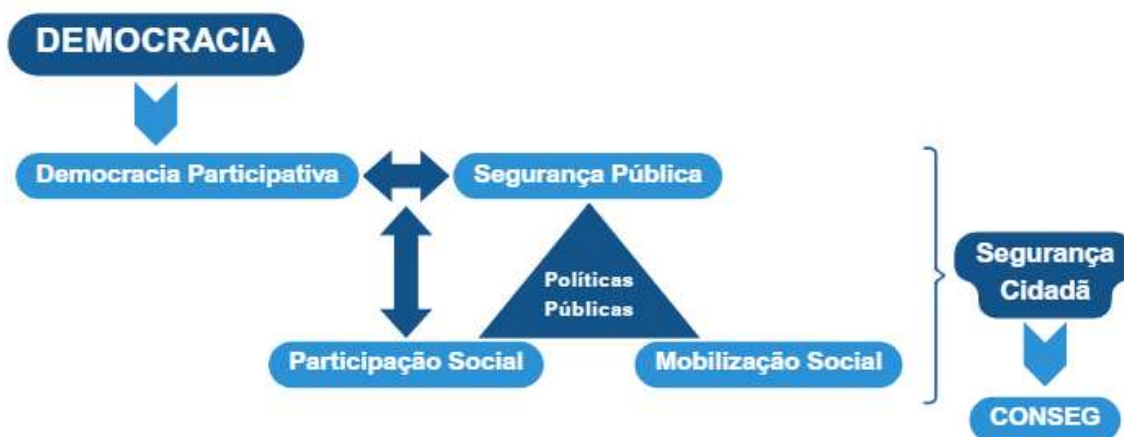 DEMOCRACIA
Democracia Participativa
Segurança Pública
Políticas
Públicas
Participação Social
Mobilização Social
Segurança
Cidadã
CONSEG